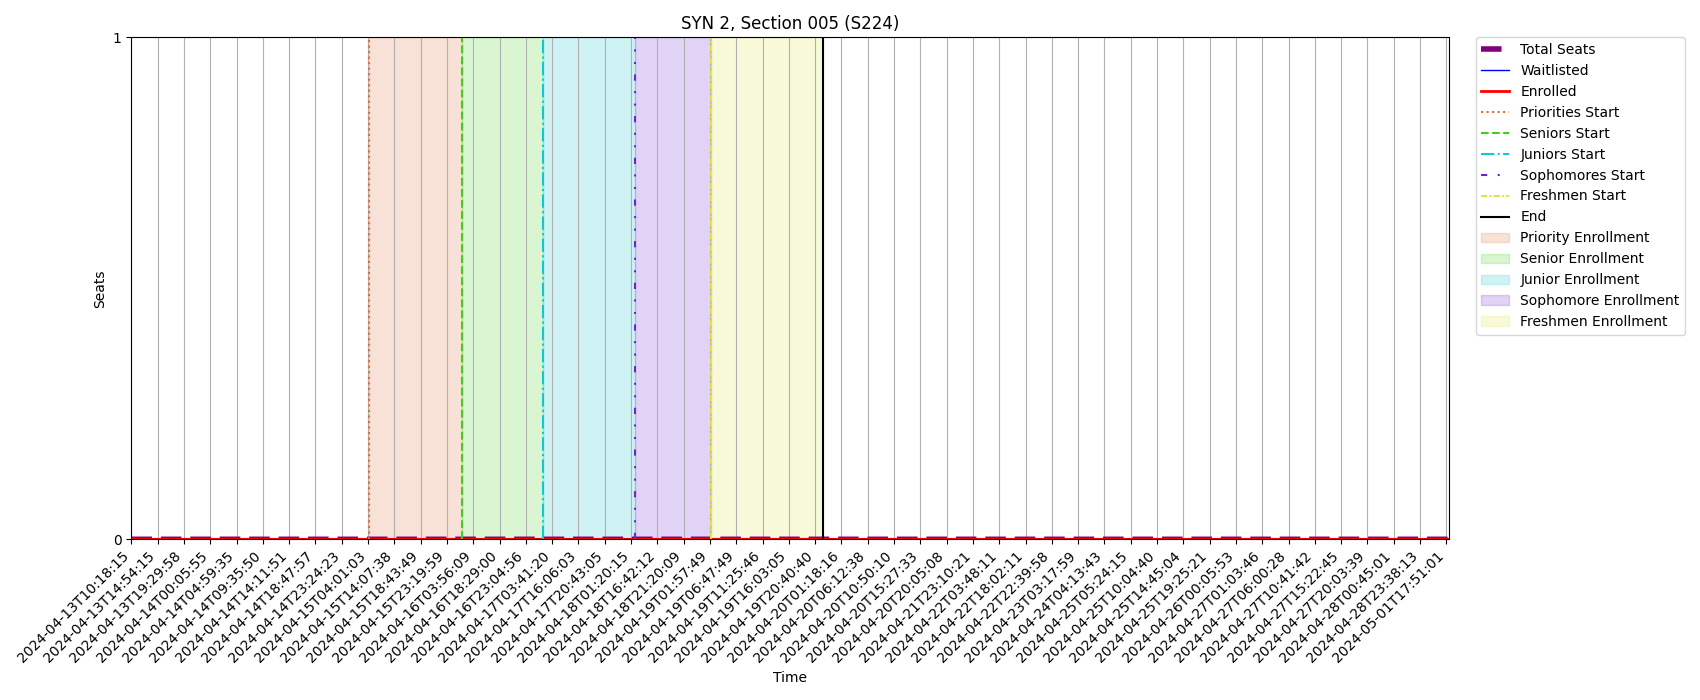 SYN 2, Section 005 (S224)
1
0
Seats
2024-04-13T10:18:15
2024-04-13T14:54:15
2024-04-13T19:29:58
2024-04-14T00:05:55
2024-04-14T04:59:35
2024-04-14T09:35:50
2024-04-14T14:11:51
2024-04-14T18:47:57
2024-04-14T23:24:23
2024-04-15T04:01:03
2024-04-15T14:07:38
2024-04-15T18:43:49
2024-04-15T23:19:59
2024-04-16T03:56:09
2024-04-16T18:29:00
2024-04-16T23:04:56
2024-04-17T03:41:20
2024-04-17T16:06:03
2024-04-17T20:43:05
2024-04-18T01:20:15
2024-04-18T16:42:12
2024-04-18T21:20:09
2024-04-19T01:57:49
2024-04-19T06:47:49
2024-04-19T11:25:46
2024-04-19T16:03:05
2024-04-19T20:40:40
2024-04-20T01:18:16
2024-04-20T06:12:38
2024-04-20T10:50:10
2024-04-20T15:27:33
2024-04-20T20:05:08
2024-04-21T23:10:21
2024-04-22T03:48:11
2024-04-22T18:02:11
2024-04-22T22:39:58
2024-04-23T03:17:59
2024-04-24T04:13:43
2024-04-25T05:24:15
2024-04-25T10:04:40
2024-04-25T14:45:04
2024-04-25T19:25:21
2024-04-26T00:05:53
2024-04-27T01:03:46
2024-04-27T06:00:28
2024-04-27T10:41:42
2024-04-27T15:22:45
2024-04-27T20:03:39
2024-04-28T00:45:01
2024-04-28T23:38:13
2024-05-01T17:51:01
Time
Total Seats
Waitlisted
Enrolled
Priorities Start
Seniors Start
Juniors Start
Sophomores Start
Freshmen Start
End
Priority Enrollment
Senior Enrollment
Junior Enrollment
Sophomore Enrollment
Freshmen Enrollment